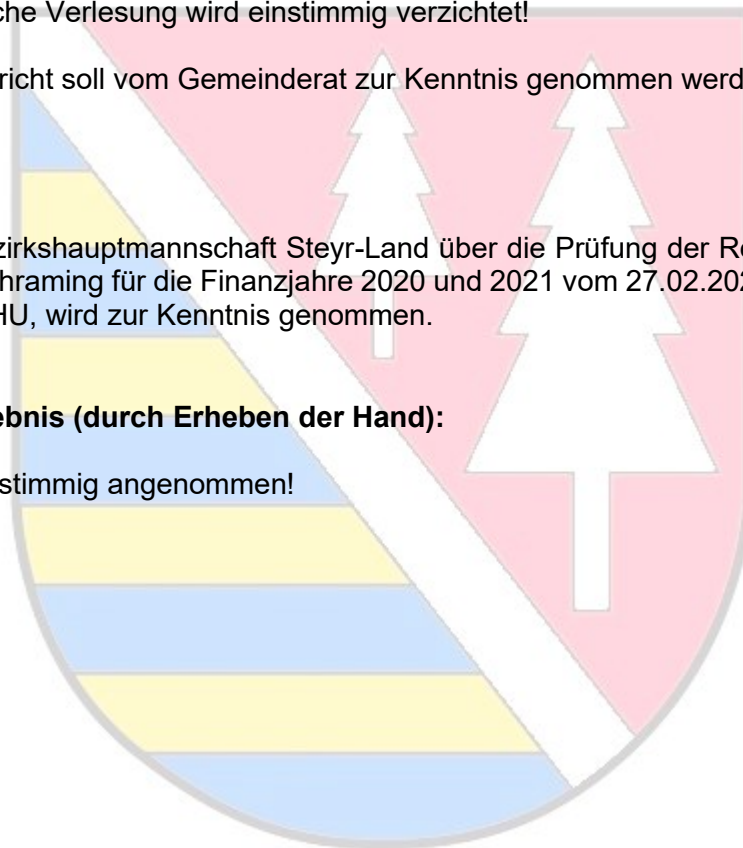 che Verlesung wird einstimmig verzichtet!
richt soll vom Gemeinderat zur Kenntnis genommen werd
zirkshauptmannschaft Steyr-Land über die Prüfung der Re
chraming für die Finanzjahre 2020 und 2021 vom 27.02.202
HU, wird zur Kenntnis genommen.
ebnis (durch Erheben der Hand):
stimmig angenommen!